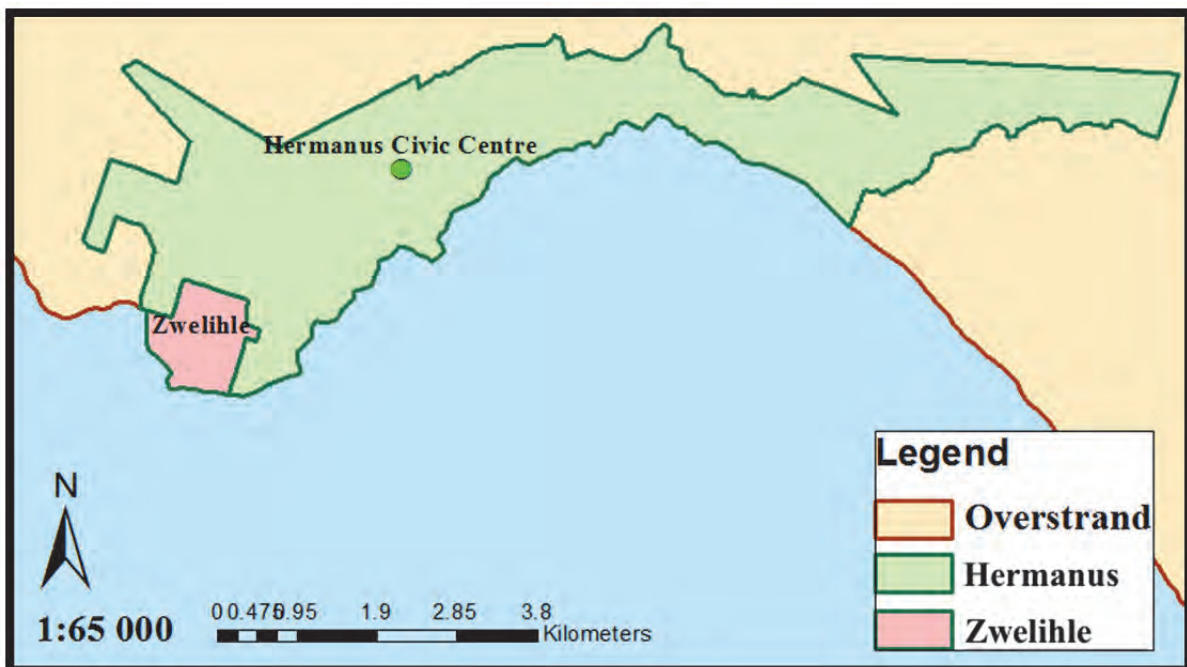 Hermanus Civic Centre
Zwelihle
N
1:65 000
0 0.475 0.95 1.9 2.85 3.8
Kilometers
Legend
Overstrand
Hermanus
Zwelihle